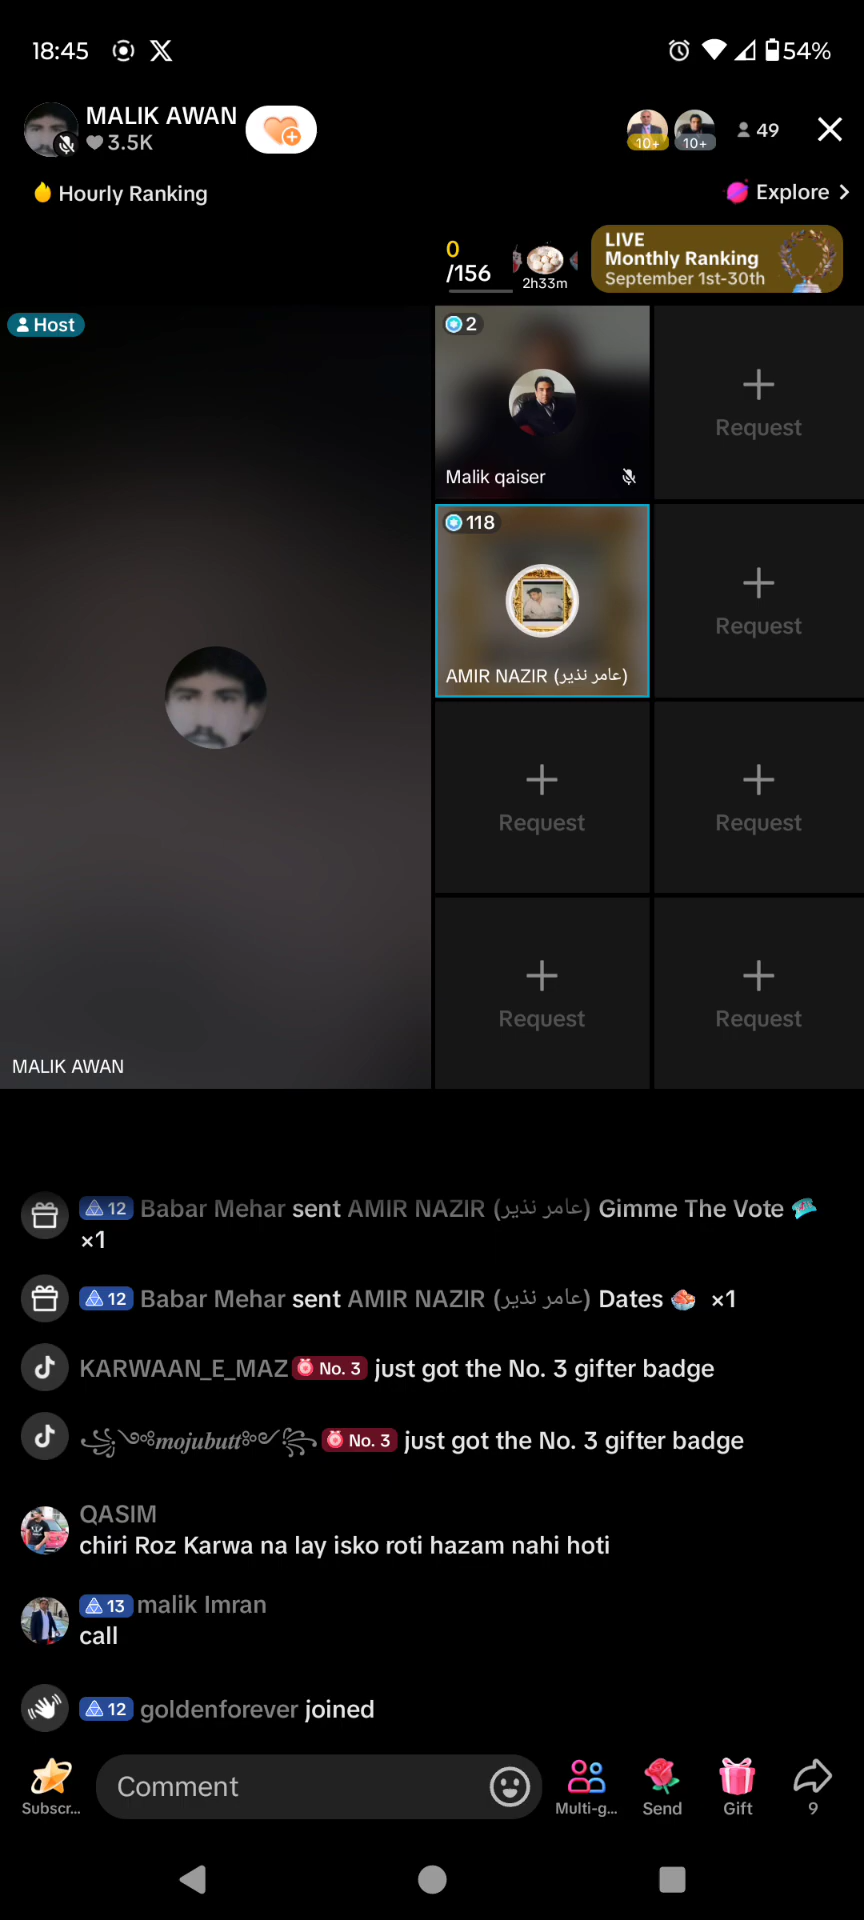 18:45
54%
MALIK AWAN
3.5K
10+
10+
49
Hourly Ranking
Explore
0
/156
2h33m
LIVE
Monthly Ranking
September 1st-30th
Host
2
Malik qaiser
Request
118
AMIR NAZIR (عامر نذير)
Request
Request
Request
Request
Request
MALIK AWAN
12 Babar Mehar sent AMIR NAZIR (عامر نذير) Gimme The Vote
×1
12 Babar Mehar sent AMIR NAZIR (عامر نذير) Dates ×1
KARWAAN_E_MAZ No. 3 just got the No. 3 gifter badge
mojubutt No. 3 just got the No. 3 gifter badge
QASIM
chiri Roz Karwa na lay isko roti hazam nahi hoti
13 malik Imran
call
12 goldenforever joined
Comment
Subscr...
Multi-g...
Send
Gift
9